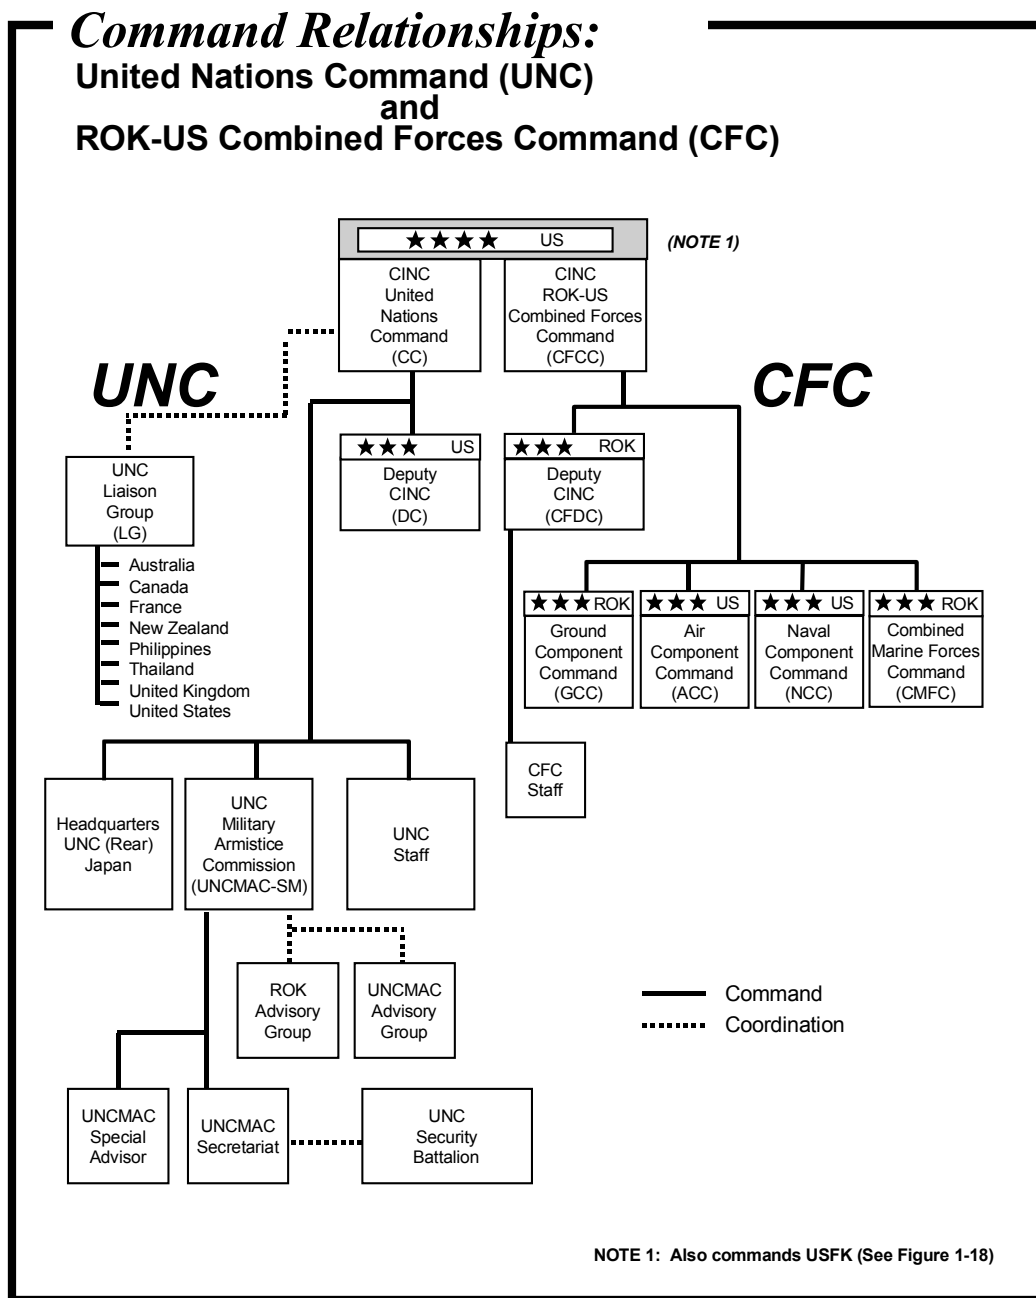 Command Relationships:
United Nations Command (UNC)
and
ROK-US Combined Forces Command (CFC)
US
(NOTE 1)
CINC
United
Nations
Command
(CC)
CINC
ROK-US
Combined Forces
Command
(CFCC)
UNC
CFC
UNC
Liaison
Group
(LG)
Australia
Canada
France
New Zealand
Philippines
Thailand
United Kingdom
United States
US
Deputy
CINC
(DC)
ROK
Deputy
CINC
(CFDC)
ROK
Ground
Component
Command
(GCC)
US
Air
Component
Command
(ACC)
US
Naval
Component
Command
(NCC)
ROK
Combined
Marine Forces
Command
(CMFC)
CFC
Staff
Headquarters
UNC (Rear)
Japan
UNC
Military
Armistice
Commission
(UNCMAC-SM)
UNC
Staff
ROK
Advisory
Group
UNCMAC
Advisory
Group
Command
Coordination
UNCMAC
Special
Advisor
UNCMAC
Secretariat
UNC
Security
Battalion
NOTE 1: Also commands USFK (See Figure 1-18)